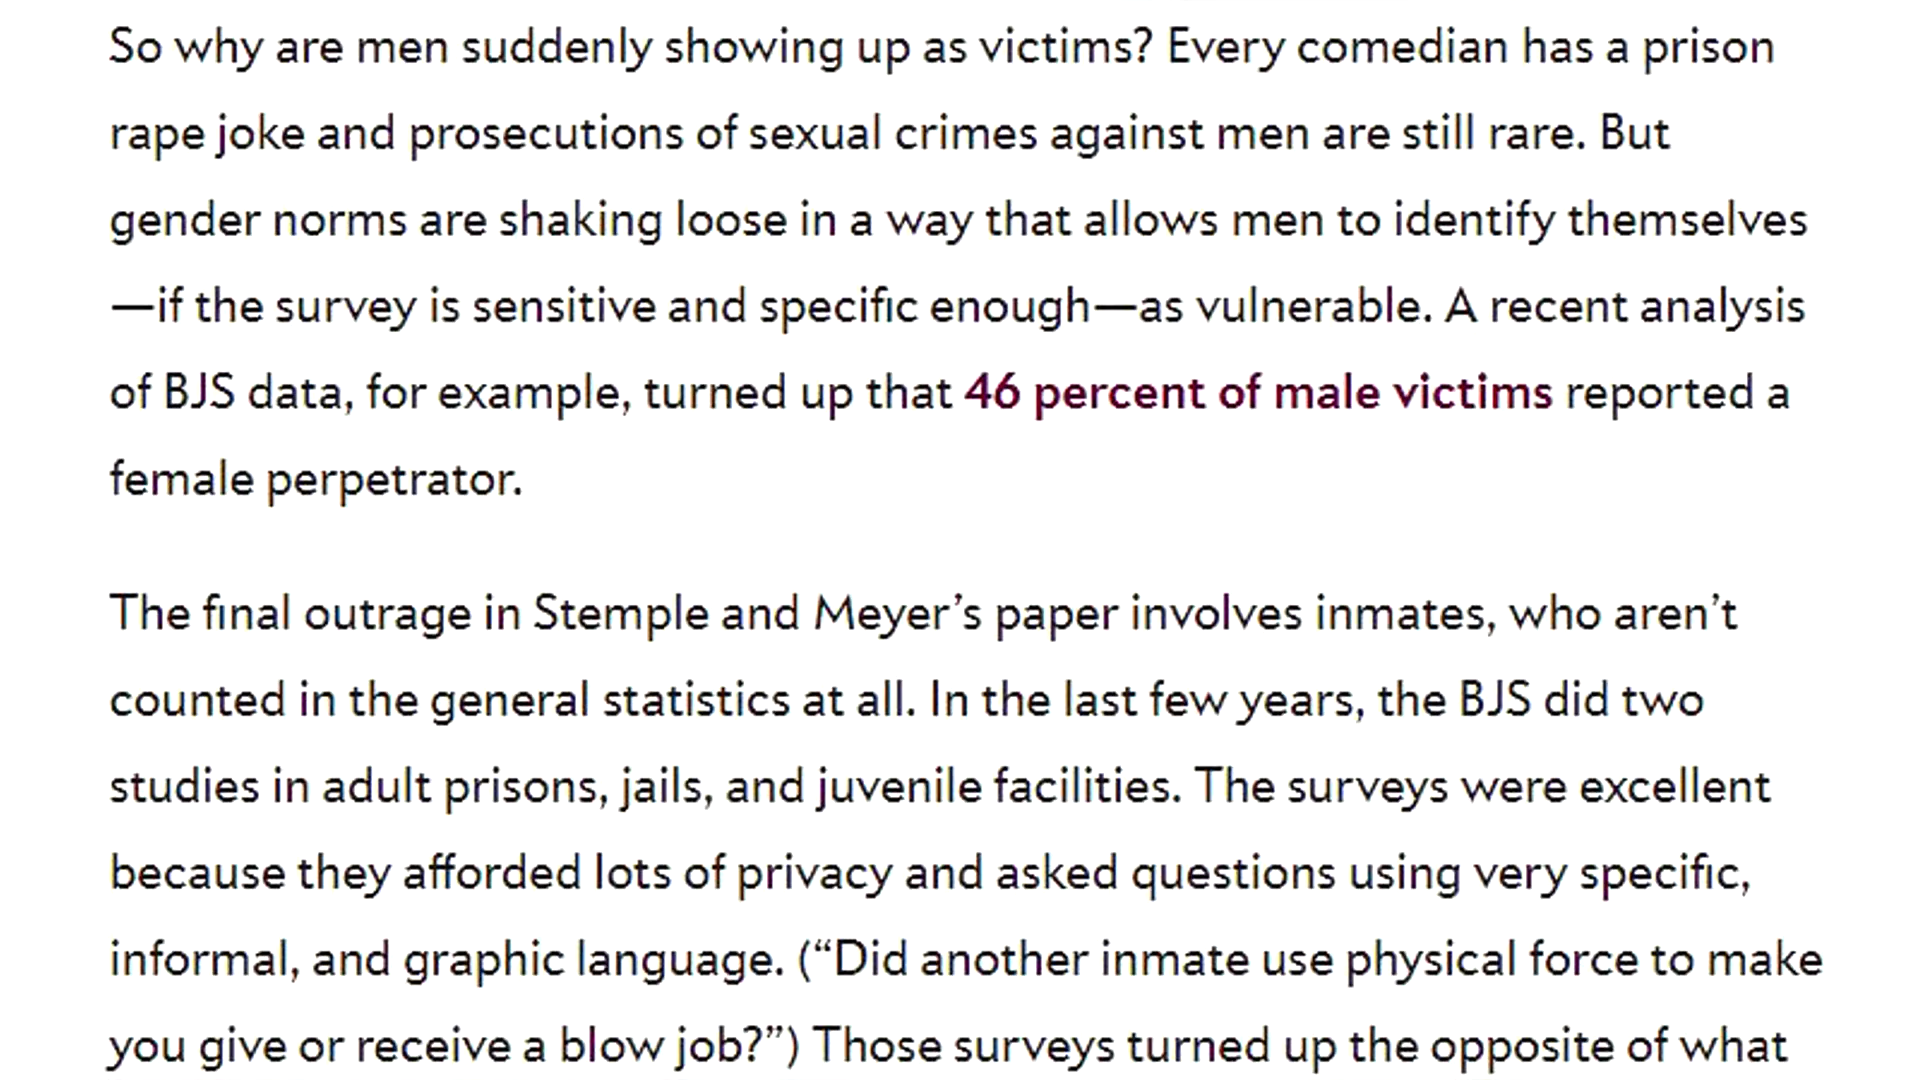 So why are men suddenly showing up as victims? Every comedian has a prison
rape joke and prosecutions of sexual crimes against men are still rare. But
gender norms are shaking loose in a way that allows men to identify themselves
—if the survey is sensitive and specific enough—as vulnerable. A recent analysis
of BJS data, for example, turned up that 46 percent of male victims reported a
female perpetrator.
The final outrage in Stemple and Meyer’s paper involves inmates, who aren’t
counted in the general statistics at all. In the last few years, the BJS did two
studies in adult prisons, jails, and juvenile facilities. The surveys were excellent
because they afforded lots of privacy and asked questions using very specific,
informal, and graphic language. (“Did another inmate use physical force to make
you give or receive a blow job?”) Those surveys turned up the opposite of what